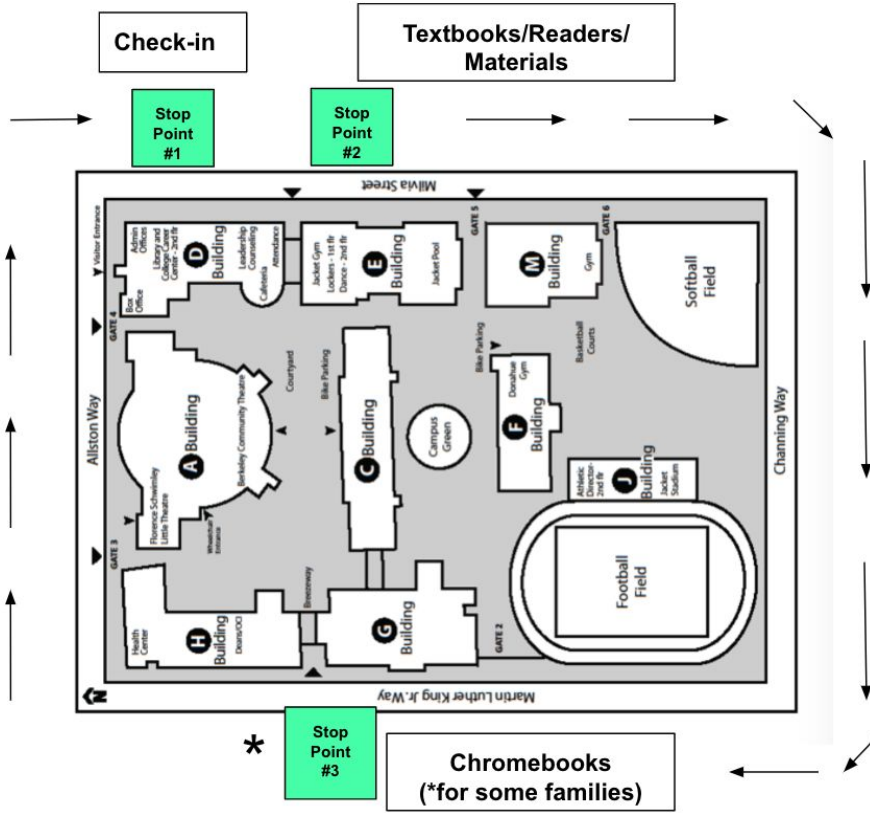 Check-in
Textbooks/Readers/
Materials
Stop
Point
#1
Stop
Point
#2
Milvia Street
Visitor Entrance
Admin
Offices
Library and
College/Career
Center - 2nd flr
D
Building
Leadership
Counseling
Attendance
Cafeteria
Box
Office
Jacket Gym
Lockers - 1st flr
Dance - 2nd flr
E
Building
Jacket Pool
GATE 5
M
Building
Gym
GATE 6
Softball
Field
GATE 4
Allston Way
A Building
Berkeley Community Theatre
Florence Schwimley
Little Theatre
Wheelchair
Entrance
Courtyard
Bike Parking
C Building
Campus
Green
Bike Parking
Donahue
Gym
F
Building
Basketball
Courts
Channing Way
Athletic
Director-
2nd flr
J
Building
Jacket
Stadium
GATE 3
Health
Center
H
Building
Deans/OCI
Breezeway
G
Building
GATE 2
Football
Field
N
Martin Luther King Jr. Way
*
Stop
Point
#3
Chromebooks
(*for some families)